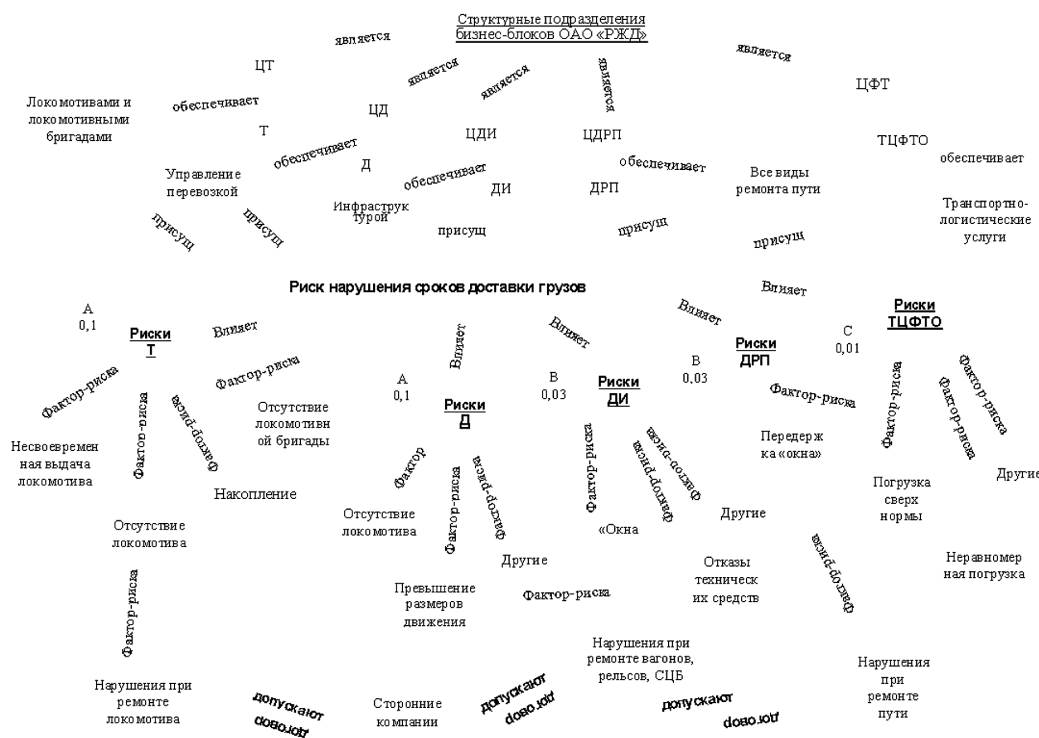 Структурные подразделения
бизнес-блоков ОАО «РЖД»
является
является
является
является
является
ЦТ
ЦФТ
Локомотивами и
локомотивными
бригадами
обеспечивает
ЦД
Т
ЦДИ
ЦДРП
ТЦФТО
обеспечивает
Д
обеспечивает
обеспечивает
обеспечивает
Управление
перевозкой
ДИ
ДРП
Все виды
ремонта пути
Инфраструк
турой
Транспортно-
логистические
услуги
присущ
присущ
присущ
присущ
присущ
Риск нарушения сроков доставки грузов
Влияет
Влияет
Влияет
Влияет
Влияет
А
0,1
Риски
Т
А
0,1
Риски
Д
В
0,03
Риски
ДИ
В
0,03
Риски
ДРП
С
0,01
Риски
ТЦФТО
Фактор-риска
Фактор-риска
Фактор-риска
Фактор-риска
Фактор
Фактор-риска
Фактор-риска
Фактор-риска
Фактор-риска
Фактор-риска
Фактор-риска
Фактор-риска
Фактор-риска
Фактор-риска
Несвоевремен
ная выдача
локомотива
Отсутствие
локомотивн
ой бригады
Накопление
Отсутствие
локомотива
Отсутствие
локомотива
Превышение
размеров
движения
Другие
«Окна
Другие
Отказы
техническ
их средств
Передерж
ка «окна»
Погрузка
сверх
нормы
Другие
Неравномер
ная погрузка
Фактор-риска
Фактор-риска
Фактор-риска
Нарушения при
ремонте
локомотива
допускают
договор
Сторонние
компании
допускают
договор
Нарушения при
ремонте вагонов,
рельсов, СЦБ
допускают
договор
Нарушения
при
ремонте
пути